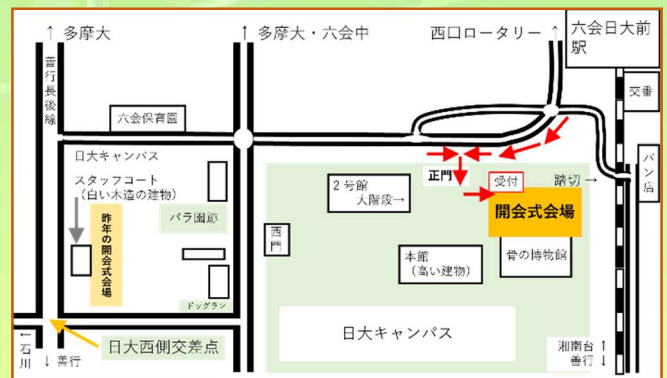 ↑ 多摩大
↑ 多摩大・六会中
西口ロータリー ↑
六会日大前
駅
善行長後線
交番
六会保育園
パン店
日大キャンパス
スタッフコート
(白い木造の建物)
昨年の開会式会場
バラ園跡
ドッグラン
西門
2号館
大階段→
正門
受付
踏切 →
開会式会場
本館
(高い建物)
骨の博物館
日大キャンパス
日大西側交差点
←石川
↓ 善行
湘南台 ↑
善行 ↓